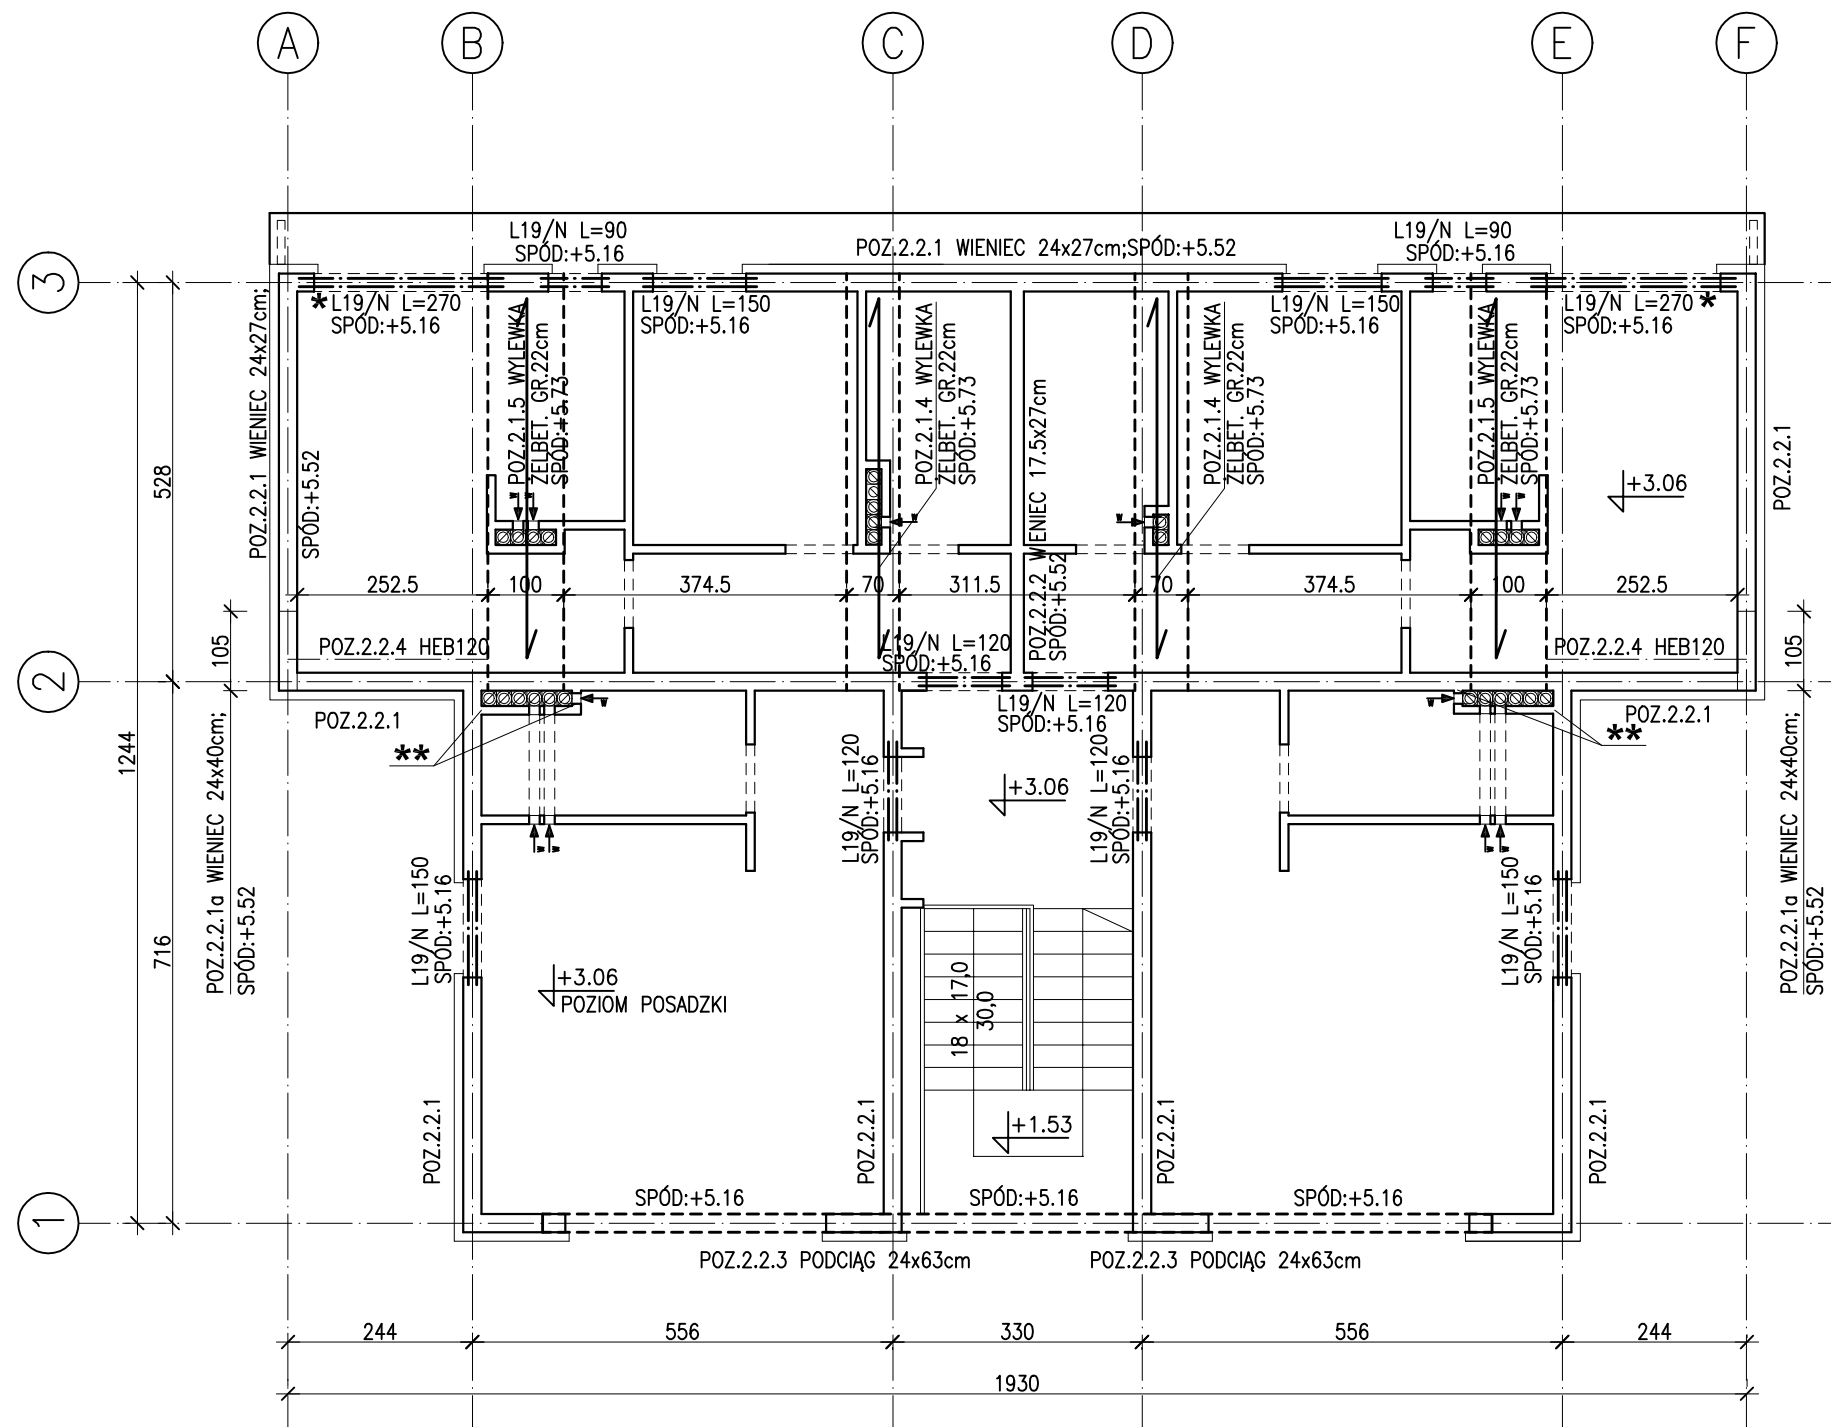 A B C D E F
L19/N L=90
SPÓD:+5.16
POZ.2.2.1 WIENIEC 24x27cm;SPÓD:+5.52
L19/N L=90
SPÓD:+5.16
3
*
L19/N L=270
SPÓD:+5.16
L19/N L=150
SPÓD:+5.16
L19/N L=150
SPÓD:+5.16
L19/N L=270
*
SPÓD:+5.16
POZ.2.2.1 WIENIEC 24x27cm;
SPÓD:+5.52
POZ.2.1.5 WYLEWKA
ŻELBET. GR.22cm
SPÓD:+5.73
POZ.2.1.4 WYLEWKA
ŻELBET. GR.22cm
SPÓD:+5.73
POZ.2.2.2 WIENIEC 17.5x27cm
SPÓD:+5.52
POZ.2.1.4 WYLEWKA
ŻELBET. GR.22cm
SPÓD:+5.73
POZ.2.1.5 WYLEWKA
ŻELBET. GR.22cm
SPÓD:+5.73
+3.06
POZ.2.2.1
w w
w
w
w w
528
252.5 100 374.5 70 311.5 70 374.5 100 252.5
105
POZ.2.2.4 HEB120
L19/N L=120
SPÓD:+5.16
POZ.2.2.4 HEB120
105
2
L19/N L=120
SPÓD:+5.16
POZ.2.2.1
w
w
POZ.2.2.1
**
**
1244
POZ.2.2.1a WIENIEC 24x40cm;
SPÓD:+5.52
L19/N L=120
SPÓD:+5.16
+3.06
L19/N L=120
SPÓD:+5.16
POZ.2.2.1a WIENIEC 24x40cm;
SPÓD:+5.52
w w
w w
L19/N L=150
SPÓD:+5.16
L19/N L=150
SPÓD:+5.16
716
+3.06
POZIOM POSADZKI
18 x 17,0
30,0
+1.53
POZ.2.2.1
POZ.2.2.1
POZ.2.2.1
POZ.2.2.1
SPÓD:+5.16
SPÓD:+5.16
SPÓD:+5.16
1
POZ.2.2.3 PODCIĄG 24x63cm
POZ.2.2.3 PODCIĄG 24x63cm
244 556 330 556 244
1930